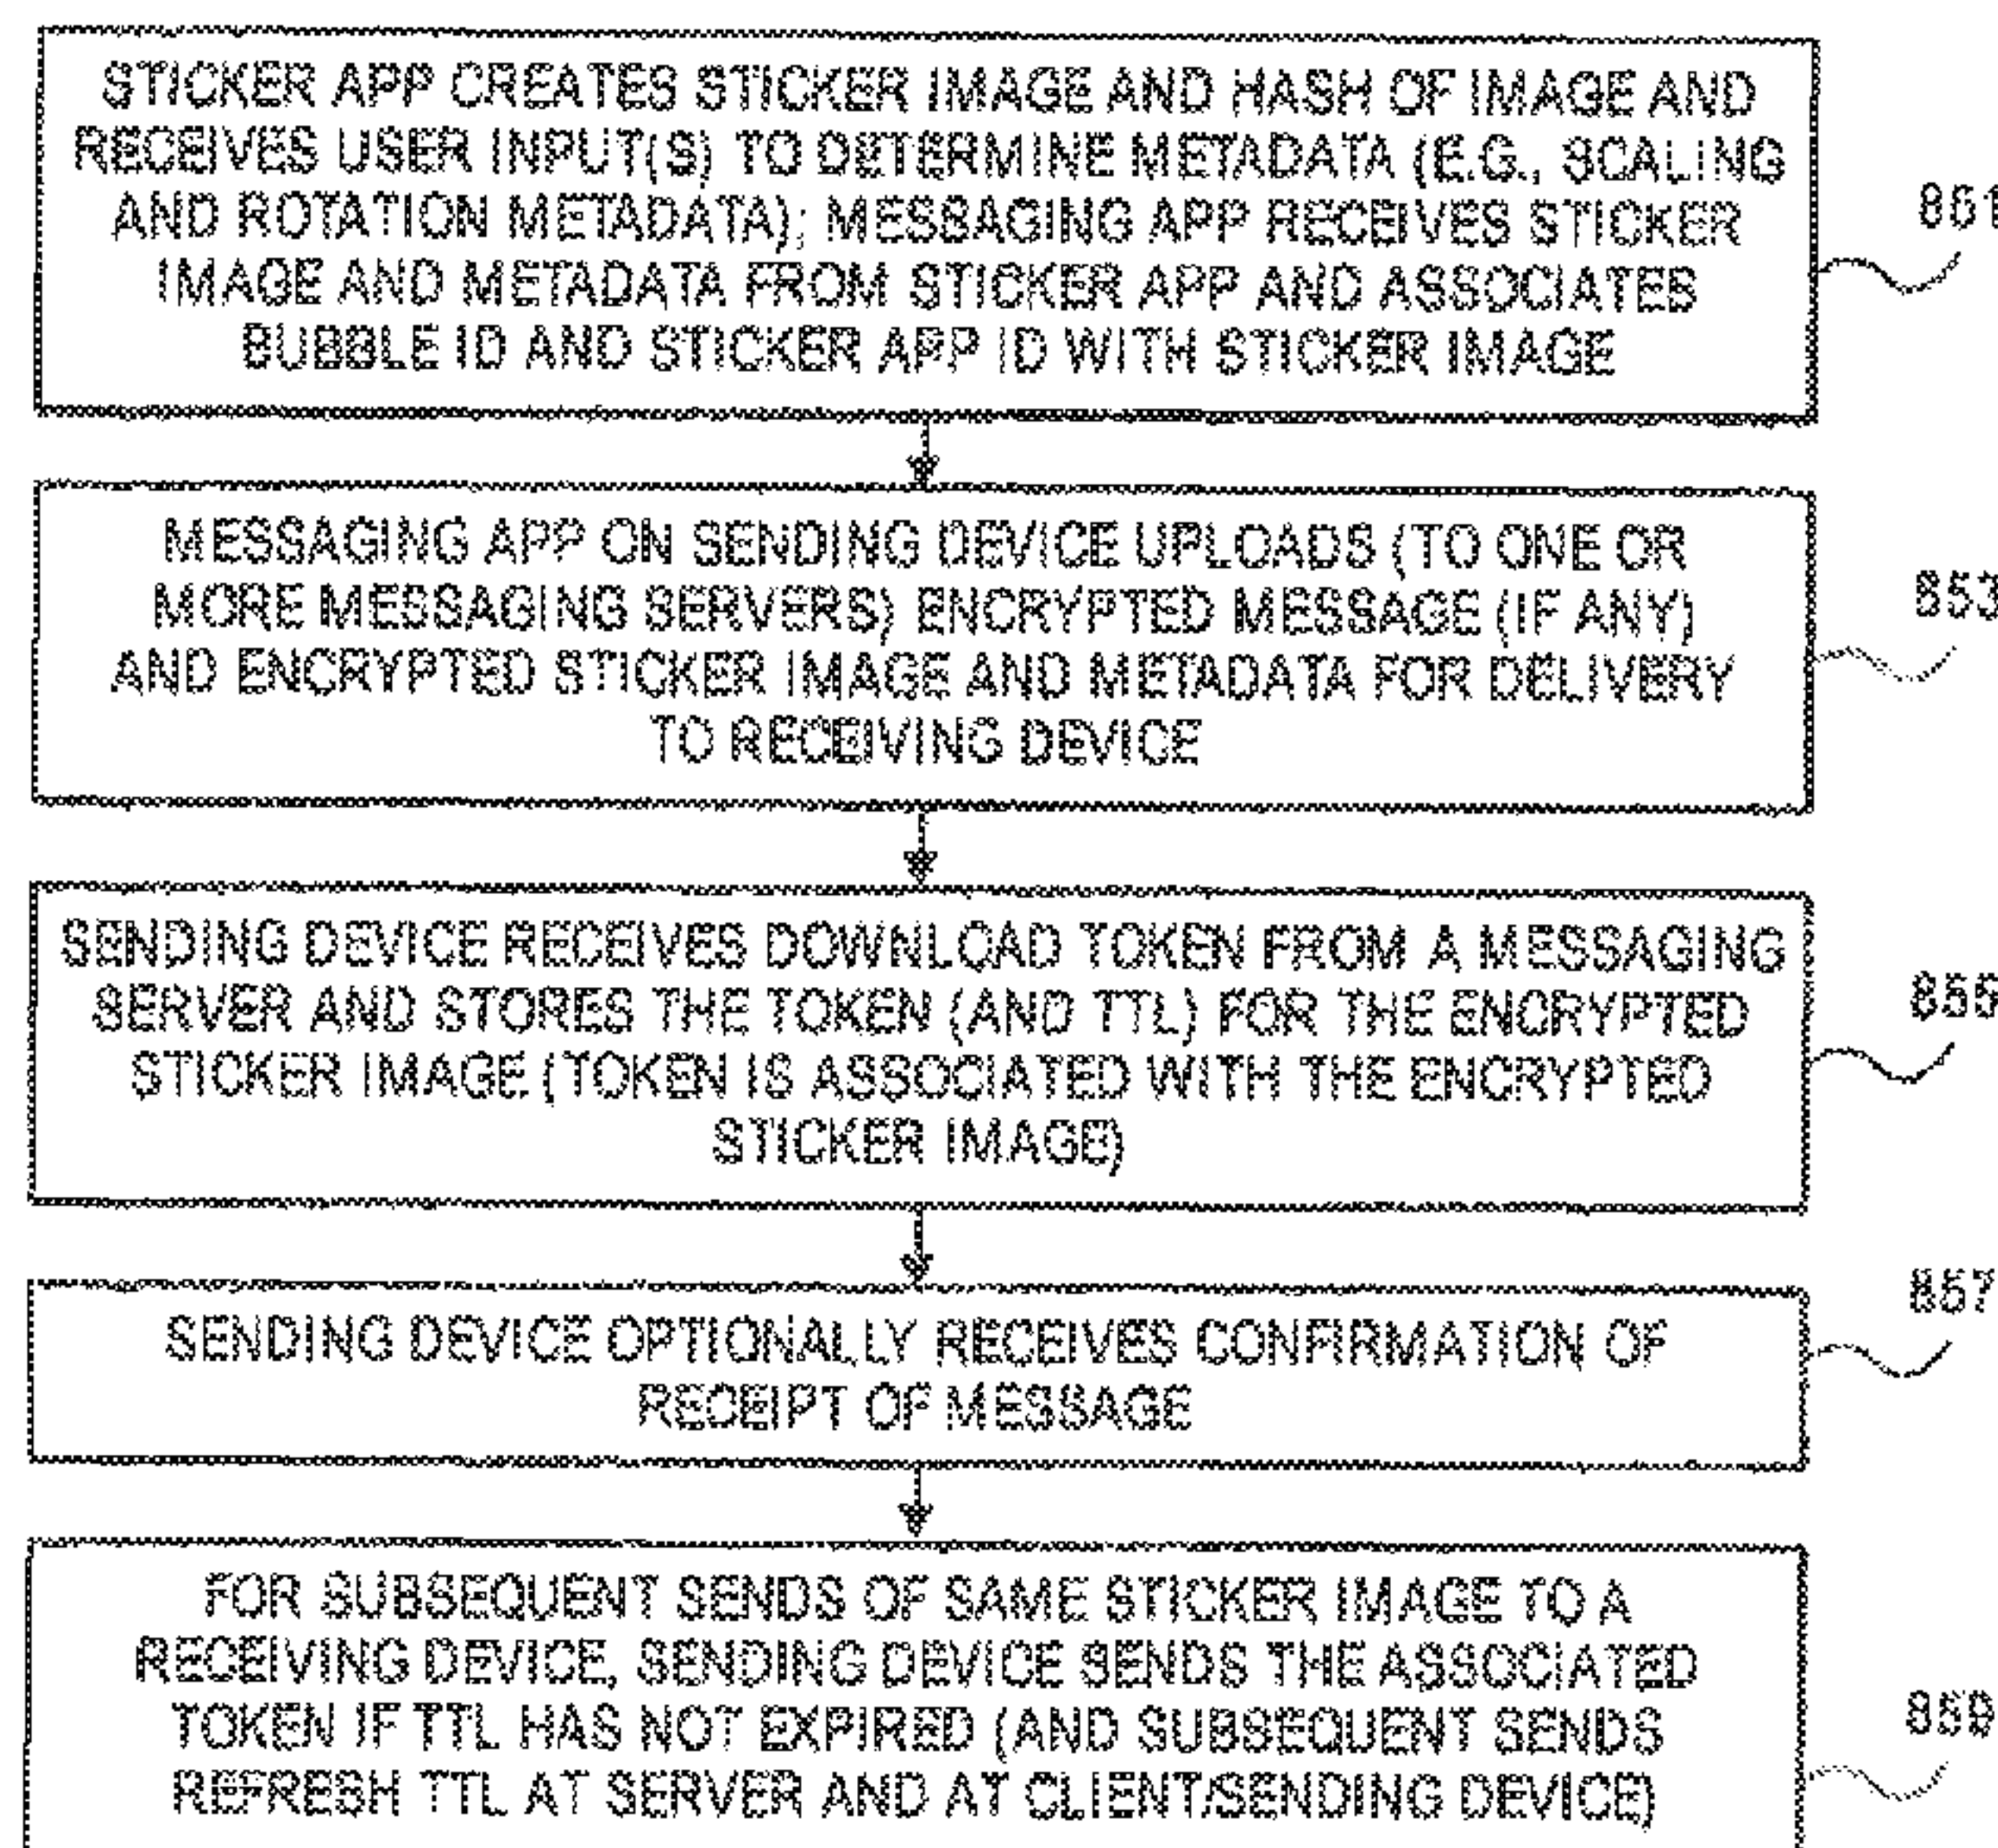 STICKER APP CREATES STICKER IMAGE AND HASH OF IMAGE AND
RECEIVES USER INPUT(S) TO DETERMINE METADATA (E.G., SCALING
AND ROTATION METADATA); MESSAGING APP RECEIVES STICKER
IMAGE AND METADATA FROM STICKER APP AND ASSOCIATES
BUBBLE ID AND STICKER APP ID WITH STICKER IMAGE
851
MESSAGING APP ON SENDING DEVICE UPLOADS (TO ONE OR
MORE MESSAGING SERVERS) ENCRYPTED MESSAGE (IF ANY)
AND ENCRYPTED STICKER IMAGE AND METADATA FOR DELIVERY
TO RECEIVING DEVICE
853
SENDING DEVICE RECEIVES DOWNLOAD TOKEN FROM A MESSAGING
SERVER AND STORES THE TOKEN (AND TTL) FOR THE ENCRYPTED
STICKER IMAGE (TOKEN IS ASSOCIATED WITH THE ENCRYPTED
STICKER IMAGE)
855
SENDING DEVICE OPTIONALLY RECEIVES CONFIRMATION OF
RECEIPT OF MESSAGE
857
FOR SUBSEQUENT SENDS OF SAME STICKER IMAGE TO A
RECEIVING DEVICE, SENDING DEVICE SENDS THE ASSOCIATED
TOKEN IF TTL HAS NOT EXPIRED (AND SUBSEQUENT SENDS
REFRESH TTL AT SERVER AND AT CLIENT/SENDING DEVICE)
859